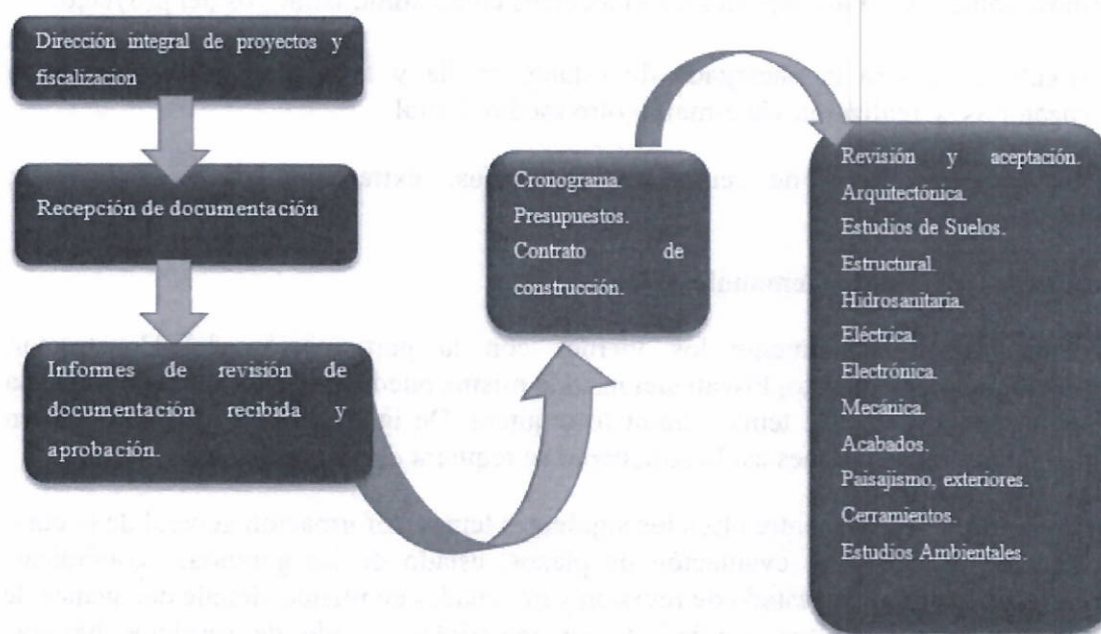 Dirección integral de proyectos y
fiscalizacion
Recepción de documentación
Informes de revisión de
documentación recibida y
aprobación.
Cronograma.
Presupuestos.
Contrato de
construcción.
Revisión y aceptación.
Arquitectónica.
Estudios de Suelos.
Estructural.
Hidrosanitaria.
Eléctrica.
Electrónica.
Mecánica.
Acabados.
Paisajismo, exteriores.
Cerramientos.
Estudios Ambientales.